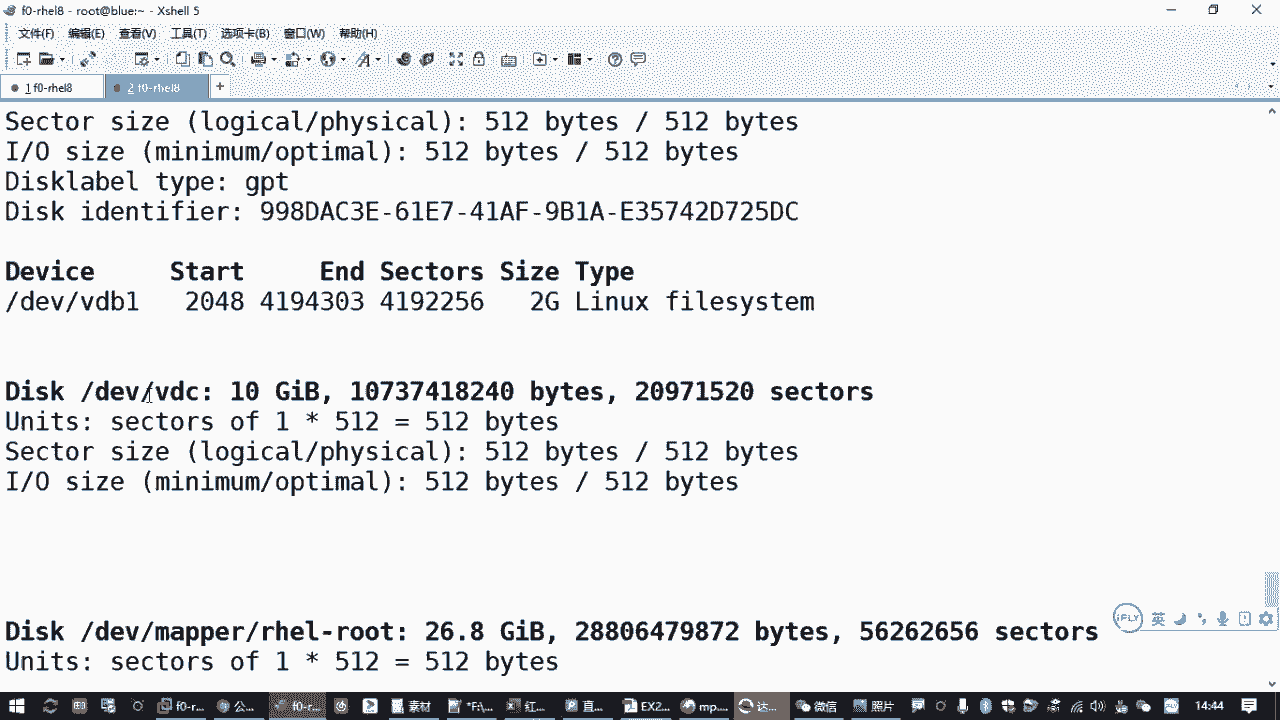 f0-rhel8 - root@blue:~ - Xshell 5
文件(F) 编辑(E) 查看(V) 工具(T) 选项卡(B) 窗口(W) 帮助(H)
1 f0-rhel8 2 f0-rhel8 +
Sector size (logical/physical): 512 bytes / 512 bytes
I/O size (minimum/optimal): 512 bytes / 512 bytes
Disklabel type: gpt
Disk identifier: 998DAC3E-61E7-41AF-9B1A-E35742D725DC
Device Start End Sectors Size Type
/dev/vdb1 2048 4194303 4192256 2G Linux filesystem
Disk /dev/vdc: 10 GiB, 10737418240 bytes, 20971520 sectors
Units: sectors of 1 * 512 = 512 bytes
Sector size (logical/physical): 512 bytes / 512 bytes
I/O size (minimum/optimal): 512 bytes / 512 bytes
Disk /dev/mapper/rhel-root: 26.8 GiB, 28806479872 bytes, 56262656 sectors
Units: sectors of 1 * 512 = 512 bytes
iFLY 英
f0-r... 公... f0-r... 素材 *F:\... 红... 直... EX2... mp... 达... 微信 照片 14:44